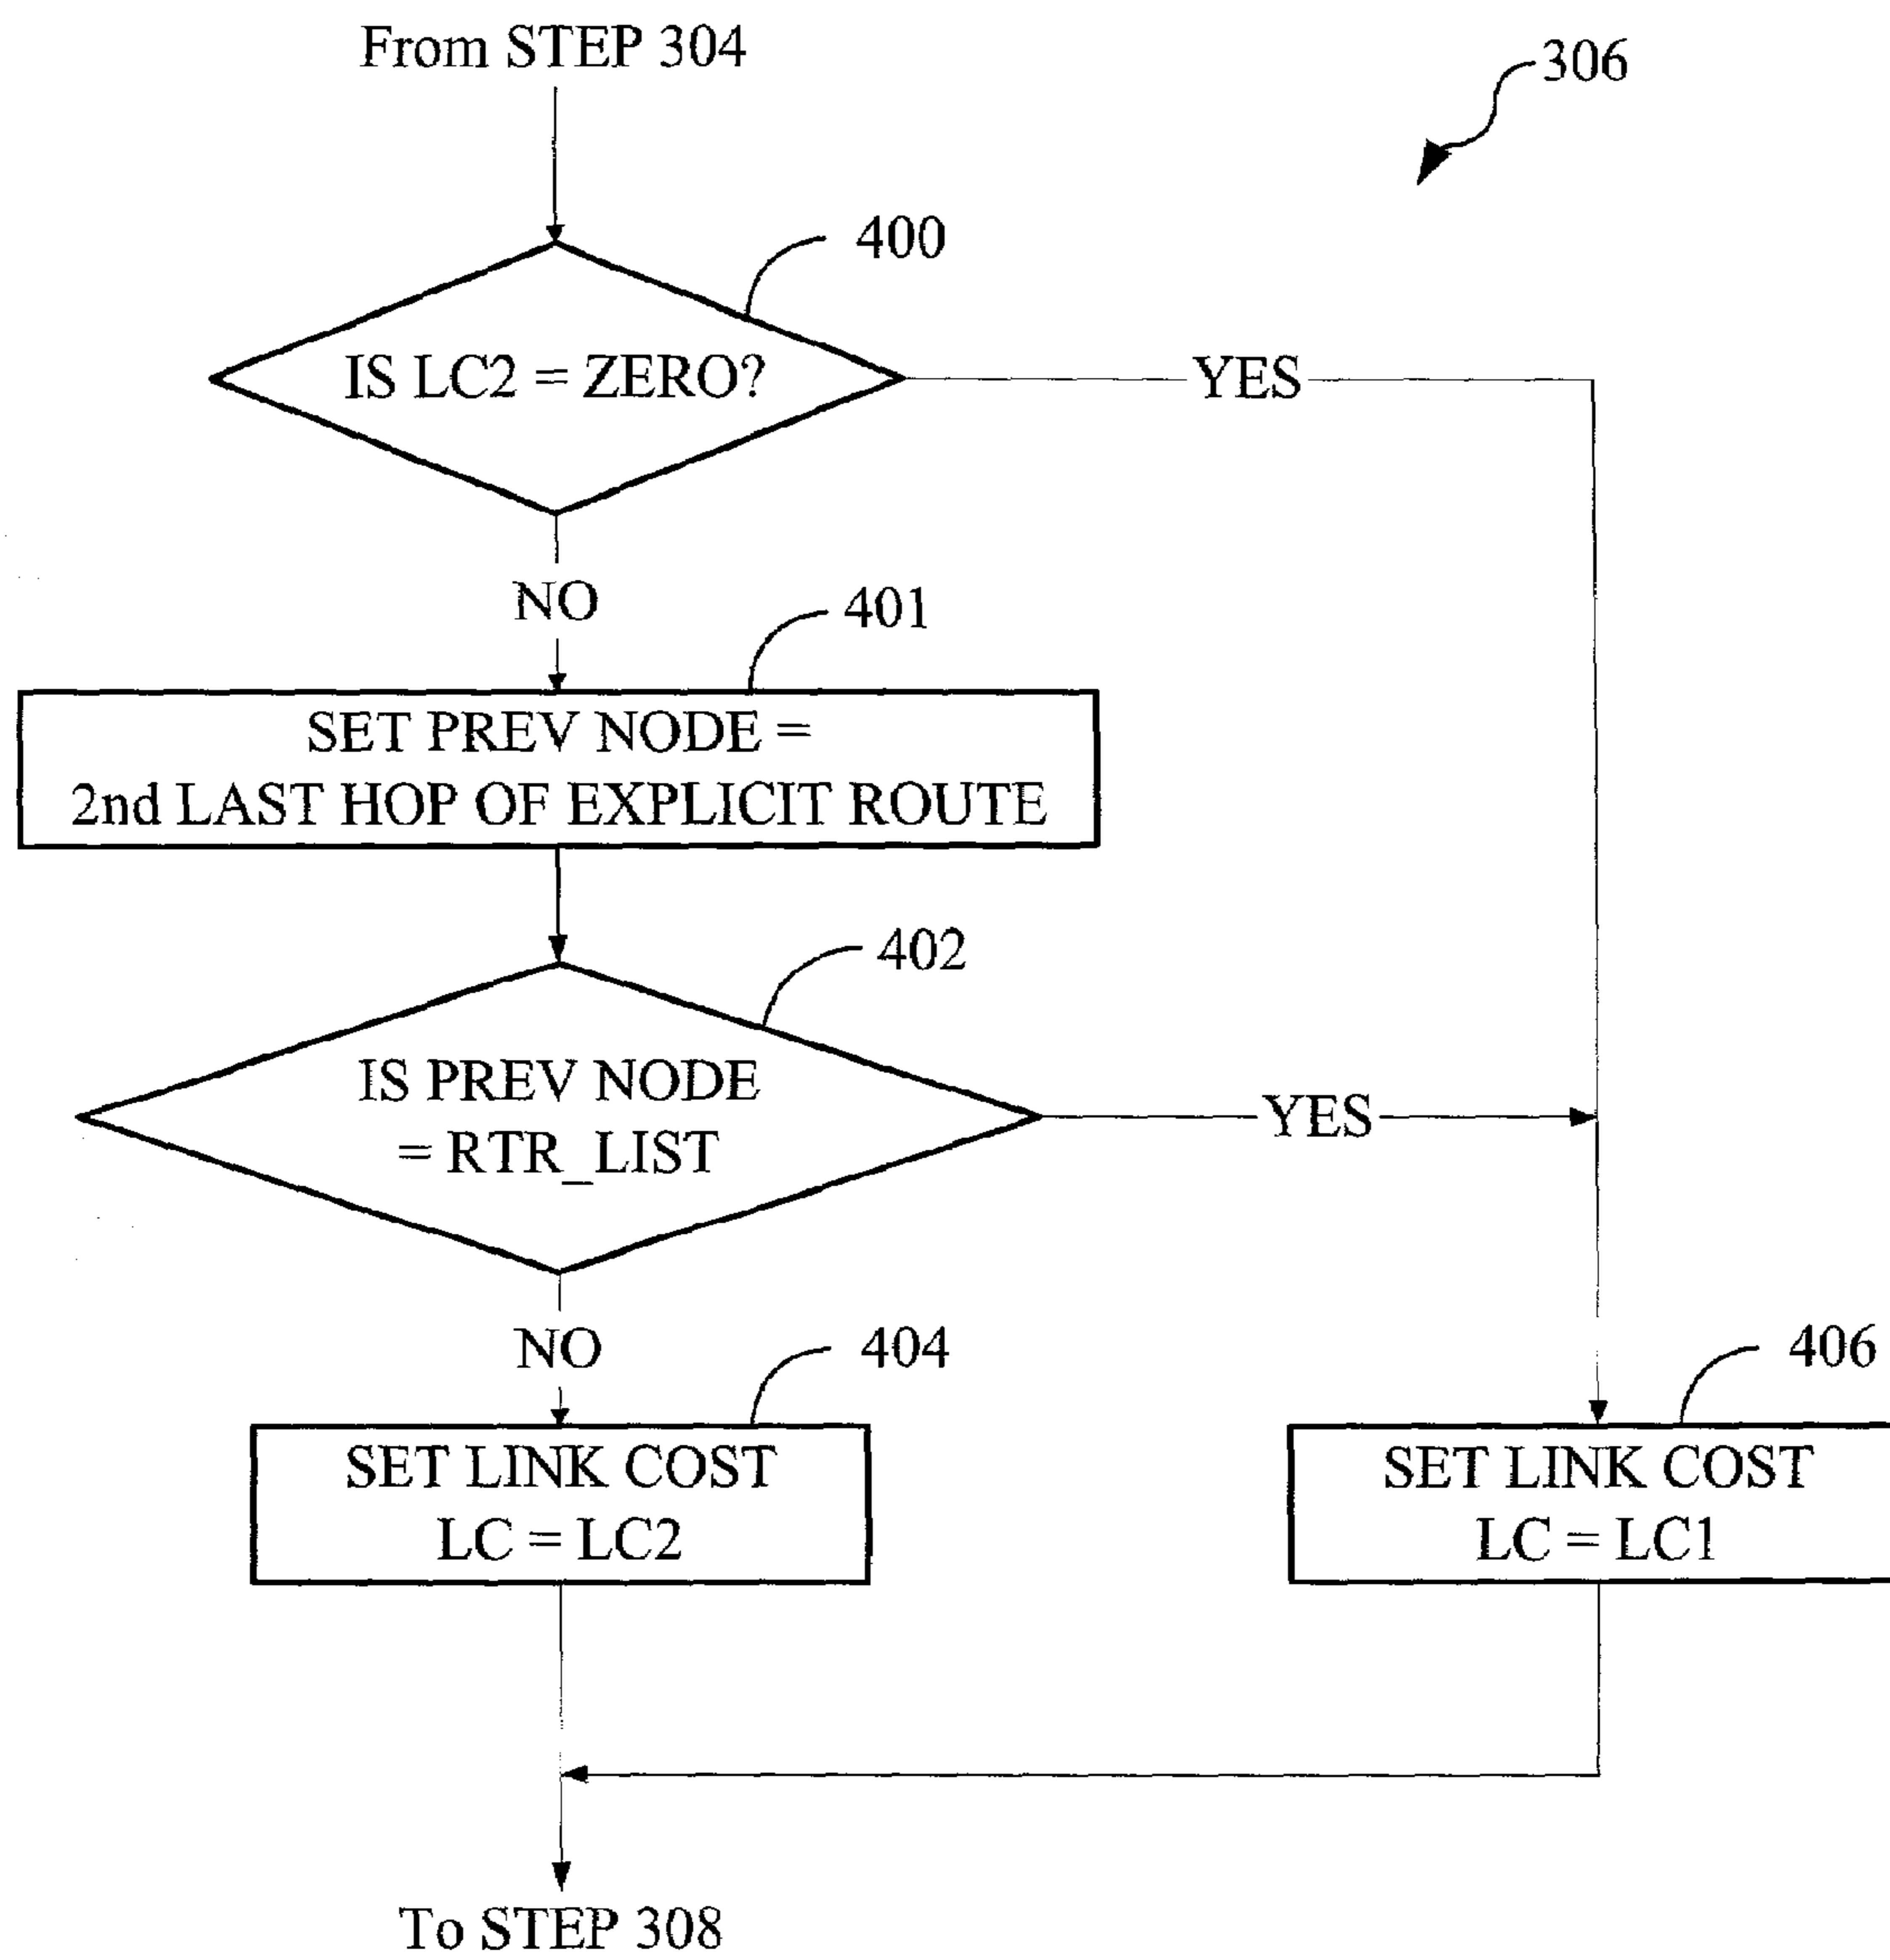 From STEP 304
306
400
IS LC2 = ZERO?
YES
NO
401
SET PREV NODE =
2nd LAST HOP OF EXPLICIT ROUTE
402
IS PREV NODE
= RTR_LIST
YES
NO
404
406
SET LINK COST
LC = LC2
SET LINK COST
LC = LC1
To STEP 308